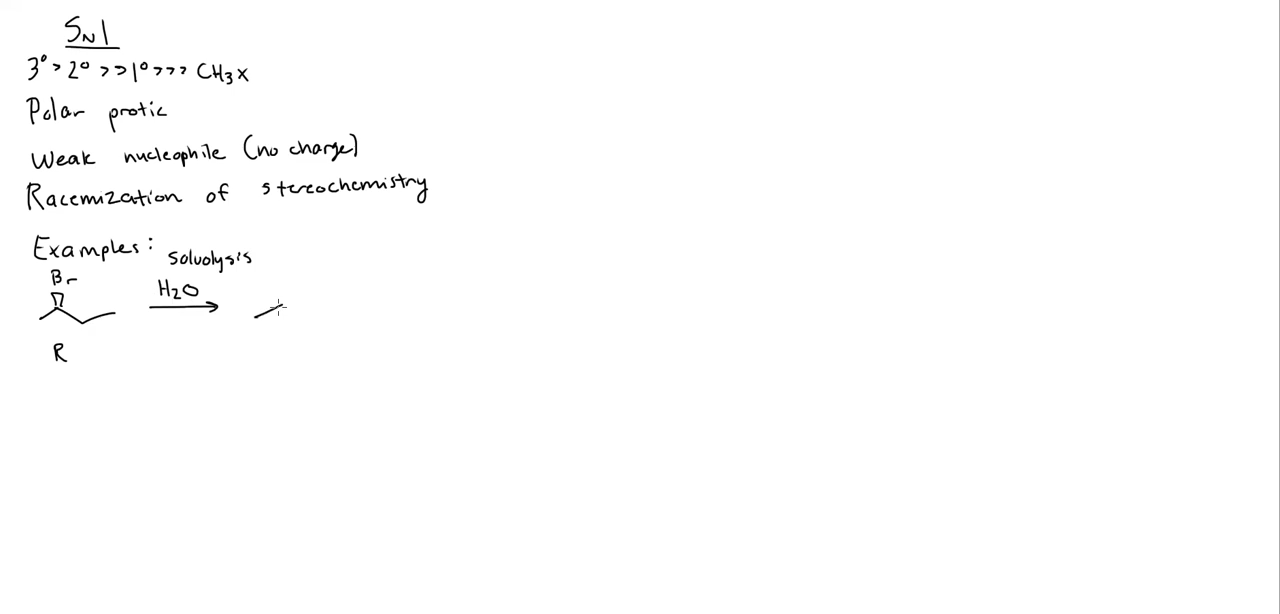 SN1
3° > 2° >>> 1° >>> CH3X
Polar protic
Weak nucleophile (no charge)
Racemization of stereochemistry
Examples:
Solvolysis
Br
H2O
R